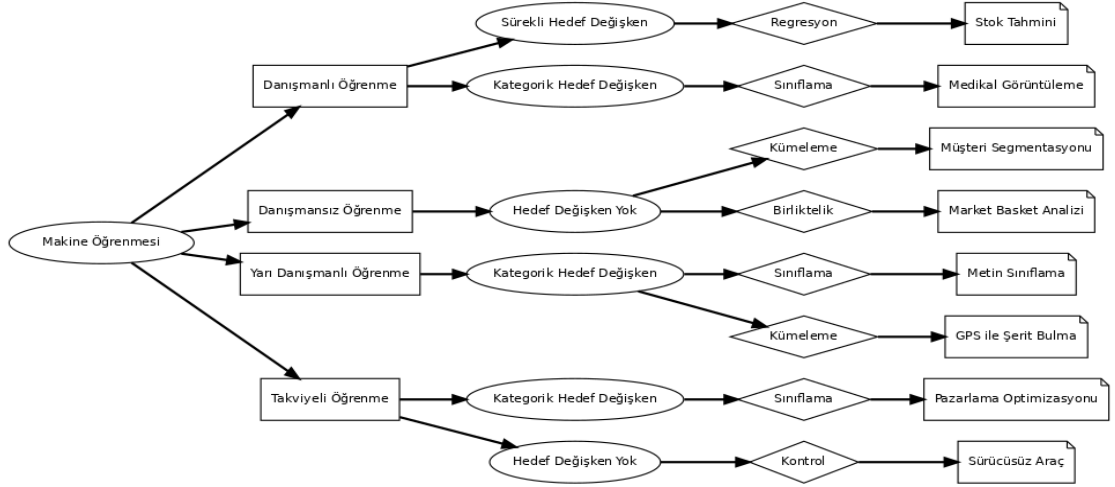 Sürekli Hedef Değişken
Regresyon
Stok Tahmini
Danışmanlı Öğrenme
Kategorik Hedef Değişken
Sınıflama
Medikal Görüntüleme
Kümeleme
Müşteri Segmentasyonu
Danışmansız Öğrenme
Hedef Değişken Yok
Birliktelik
Market Basket Analizi
Makine Öğrenmesi
Yarı Danışmanlı Öğrenme
Kategorik Hedef Değişken
Sınıflama
Metin Sınıflama
Kümeleme
GPS ile Şerit Bulma
Takviyeli Öğrenme
Kategorik Hedef Değişken
Sınıflama
Pazarlama Optimizasyonu
Hedef Değişken Yok
Kontrol
Sürücüsüz Araç